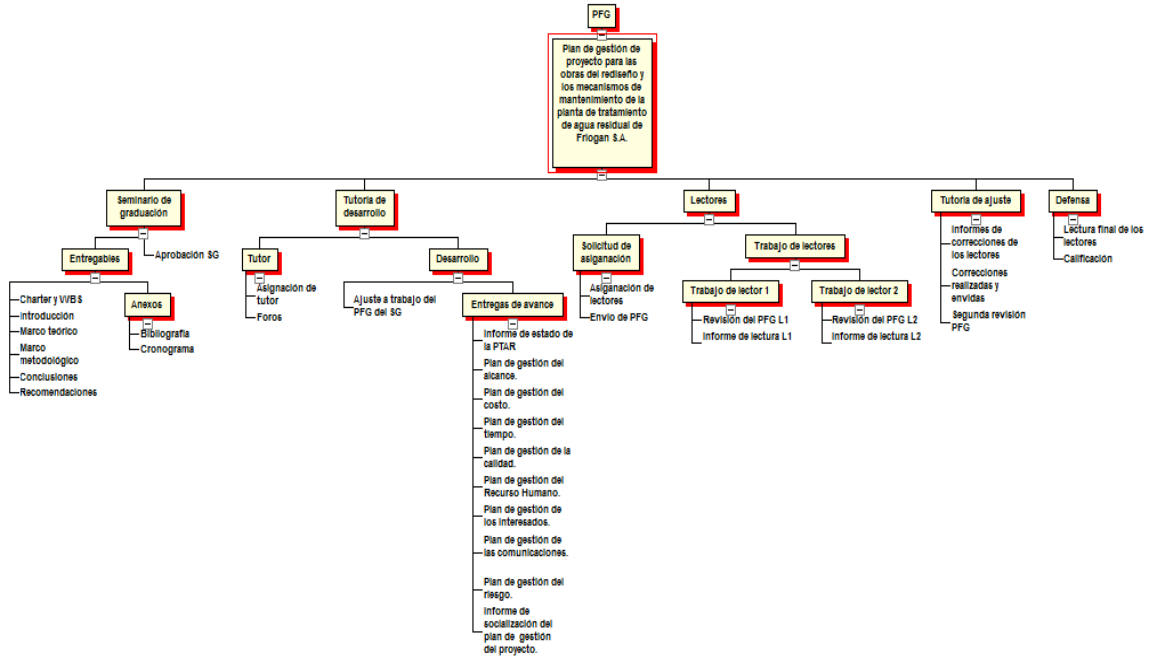 PFG
Plan de gestión de
proyecto para las
obras del rediseño y
los mecanismos de
mantenimiento de la
planta de tratamiento
de agua residual de
Friogan S.A.
Seminario de
graduación
Entregables
Charter y WBS
Introducción
Marco teórico
Marco
metodológico
Conclusiones
Recomendaciones
Anexos
Bibliografía
Cronograma
Aprobación SG
Tutoría de
desarrollo
Tutor
Asignación de
tutor
Foros
Desarrollo
Ajuste a trabajo del
PFG del SG
Entregas de avance
Informe de estado de
la PTAR
Plan de gestión del
alcance.
Plan de gestión del
costo.
Plan de gestión del
tiempo.
Plan de gestión de la
calidad.
Plan de gestión del
Recurso Humano.
Plan de gestión de
los interesados.
Plan de gestión de
las comunicaciones.
Plan de gestión del
riesgo.
Informe de
socialización del
plan de gestión
del proyecto.
Lectores
Solicitud de
asiganación
Asiganación de
lectores
Envio de PFG
Trabajo de lectores
Trabajo de lector 1
Revisión del PFG L1
Informe de lectura L1
Trabajo de lector 2
Revisión del PFG L2
Informe de lectura L2
Tutoría de ajuste
Informes de
correcciones de
los lectores
Correcciones
realizadas y
envidas
Segunda revisión
PFG
Defensa
Lectura final de los
lectores
Calificación